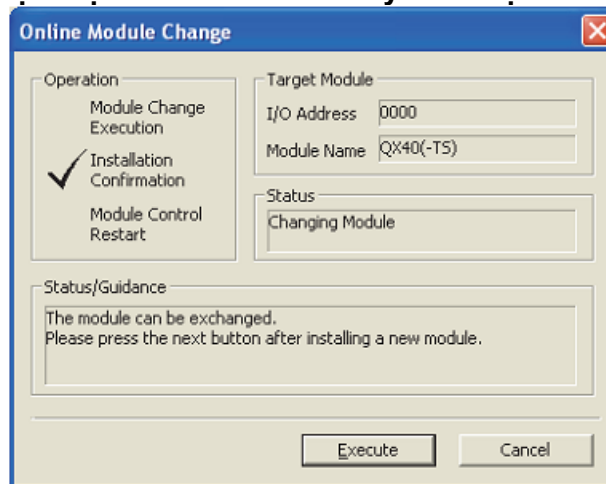 Online Module Change
Operation
Module Change
Execution
Installation
Confirmation
Module Control
Restart
Target Module
I/O Address 0000
Module Name QX40(-TS)
Status
Changing Module
Status/Guidance
The module can be exchanged.
Please press the next button after installing a new module.
Execute Cancel